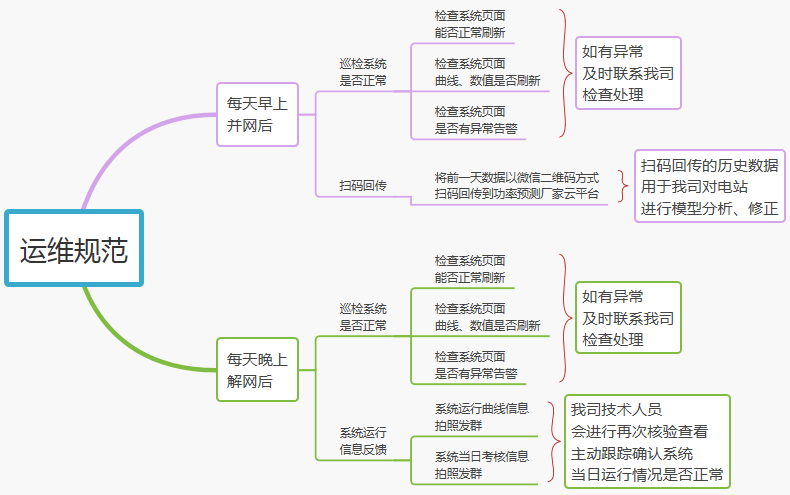 运维规范
每天早上
并网后
巡检系统
是否正常
检查系统页面
能否正常刷新
检查系统页面
曲线、数值是否刷新
检查系统页面
是否有异常告警
如有异常
及时联系我司
检查处理
扫码回传
将前一天数据以微信二维码方式
扫码回传到功率预测厂家云平台
扫码回传的历史数据
用于我司对电站
进行模型分析、修正
每天晚上
解网后
巡检系统
是否正常
检查系统页面
能否正常刷新
检查系统页面
曲线、数值是否刷新
检查系统页面
是否有异常告警
如有异常
及时联系我司
检查处理
系统运行
信息反馈
系统运行曲线信息
拍照发群
系统当日考核信息
拍照发群
我司技术人员
会进行再次核验查看
主动跟踪确认系统
当日运行情况是否正常